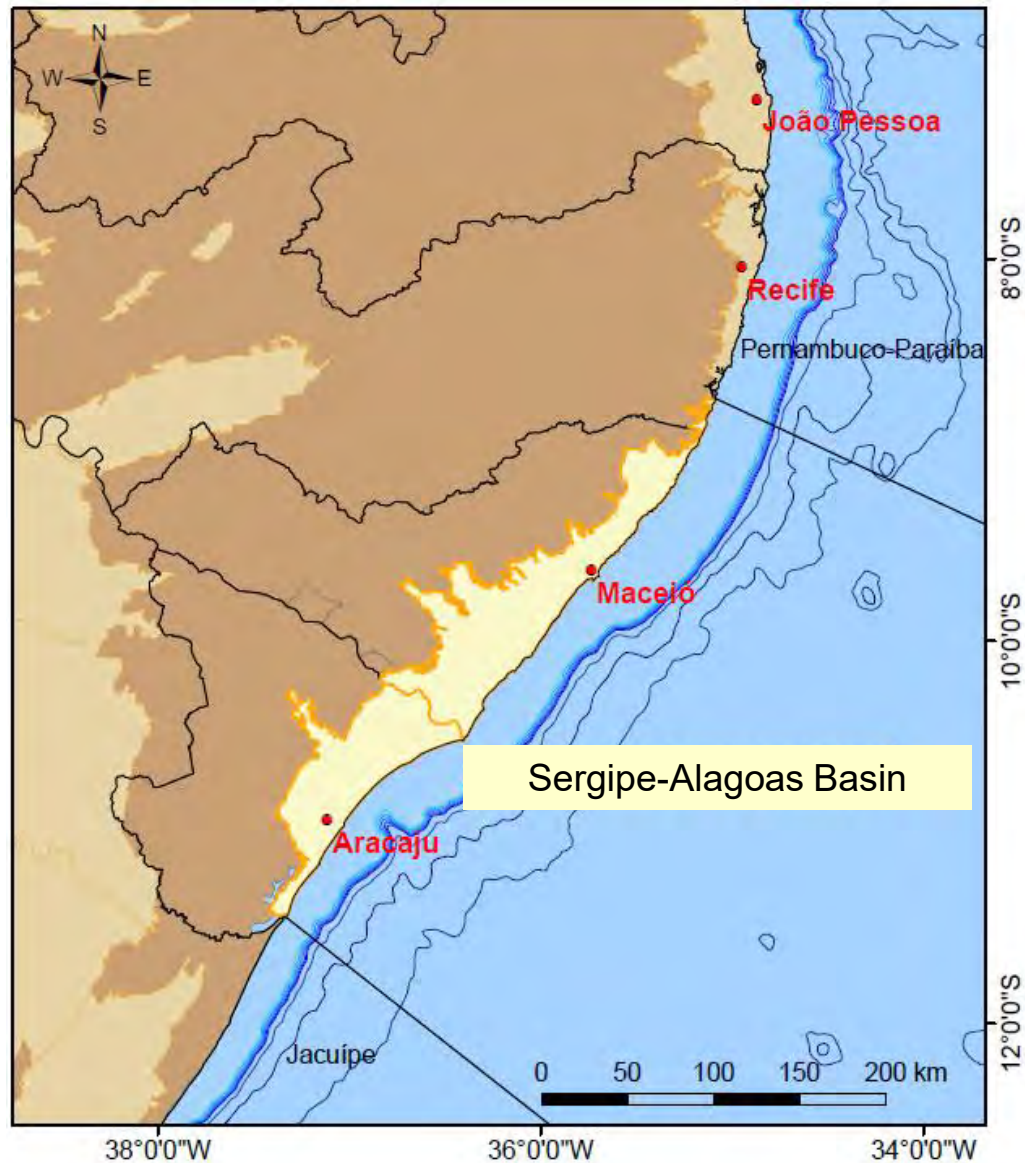 N
W E
S
João Pessoa
8°0'0"S
Recife
Pernambuco-Paraíba
Maceió
10°0'0"S
Sergipe-Alagoas Basin
Aracaju
12°0'0"S
Jacuípe
0 50 100 150 200 km
38°0'0"W 36°0'0"W 34°0'0"W